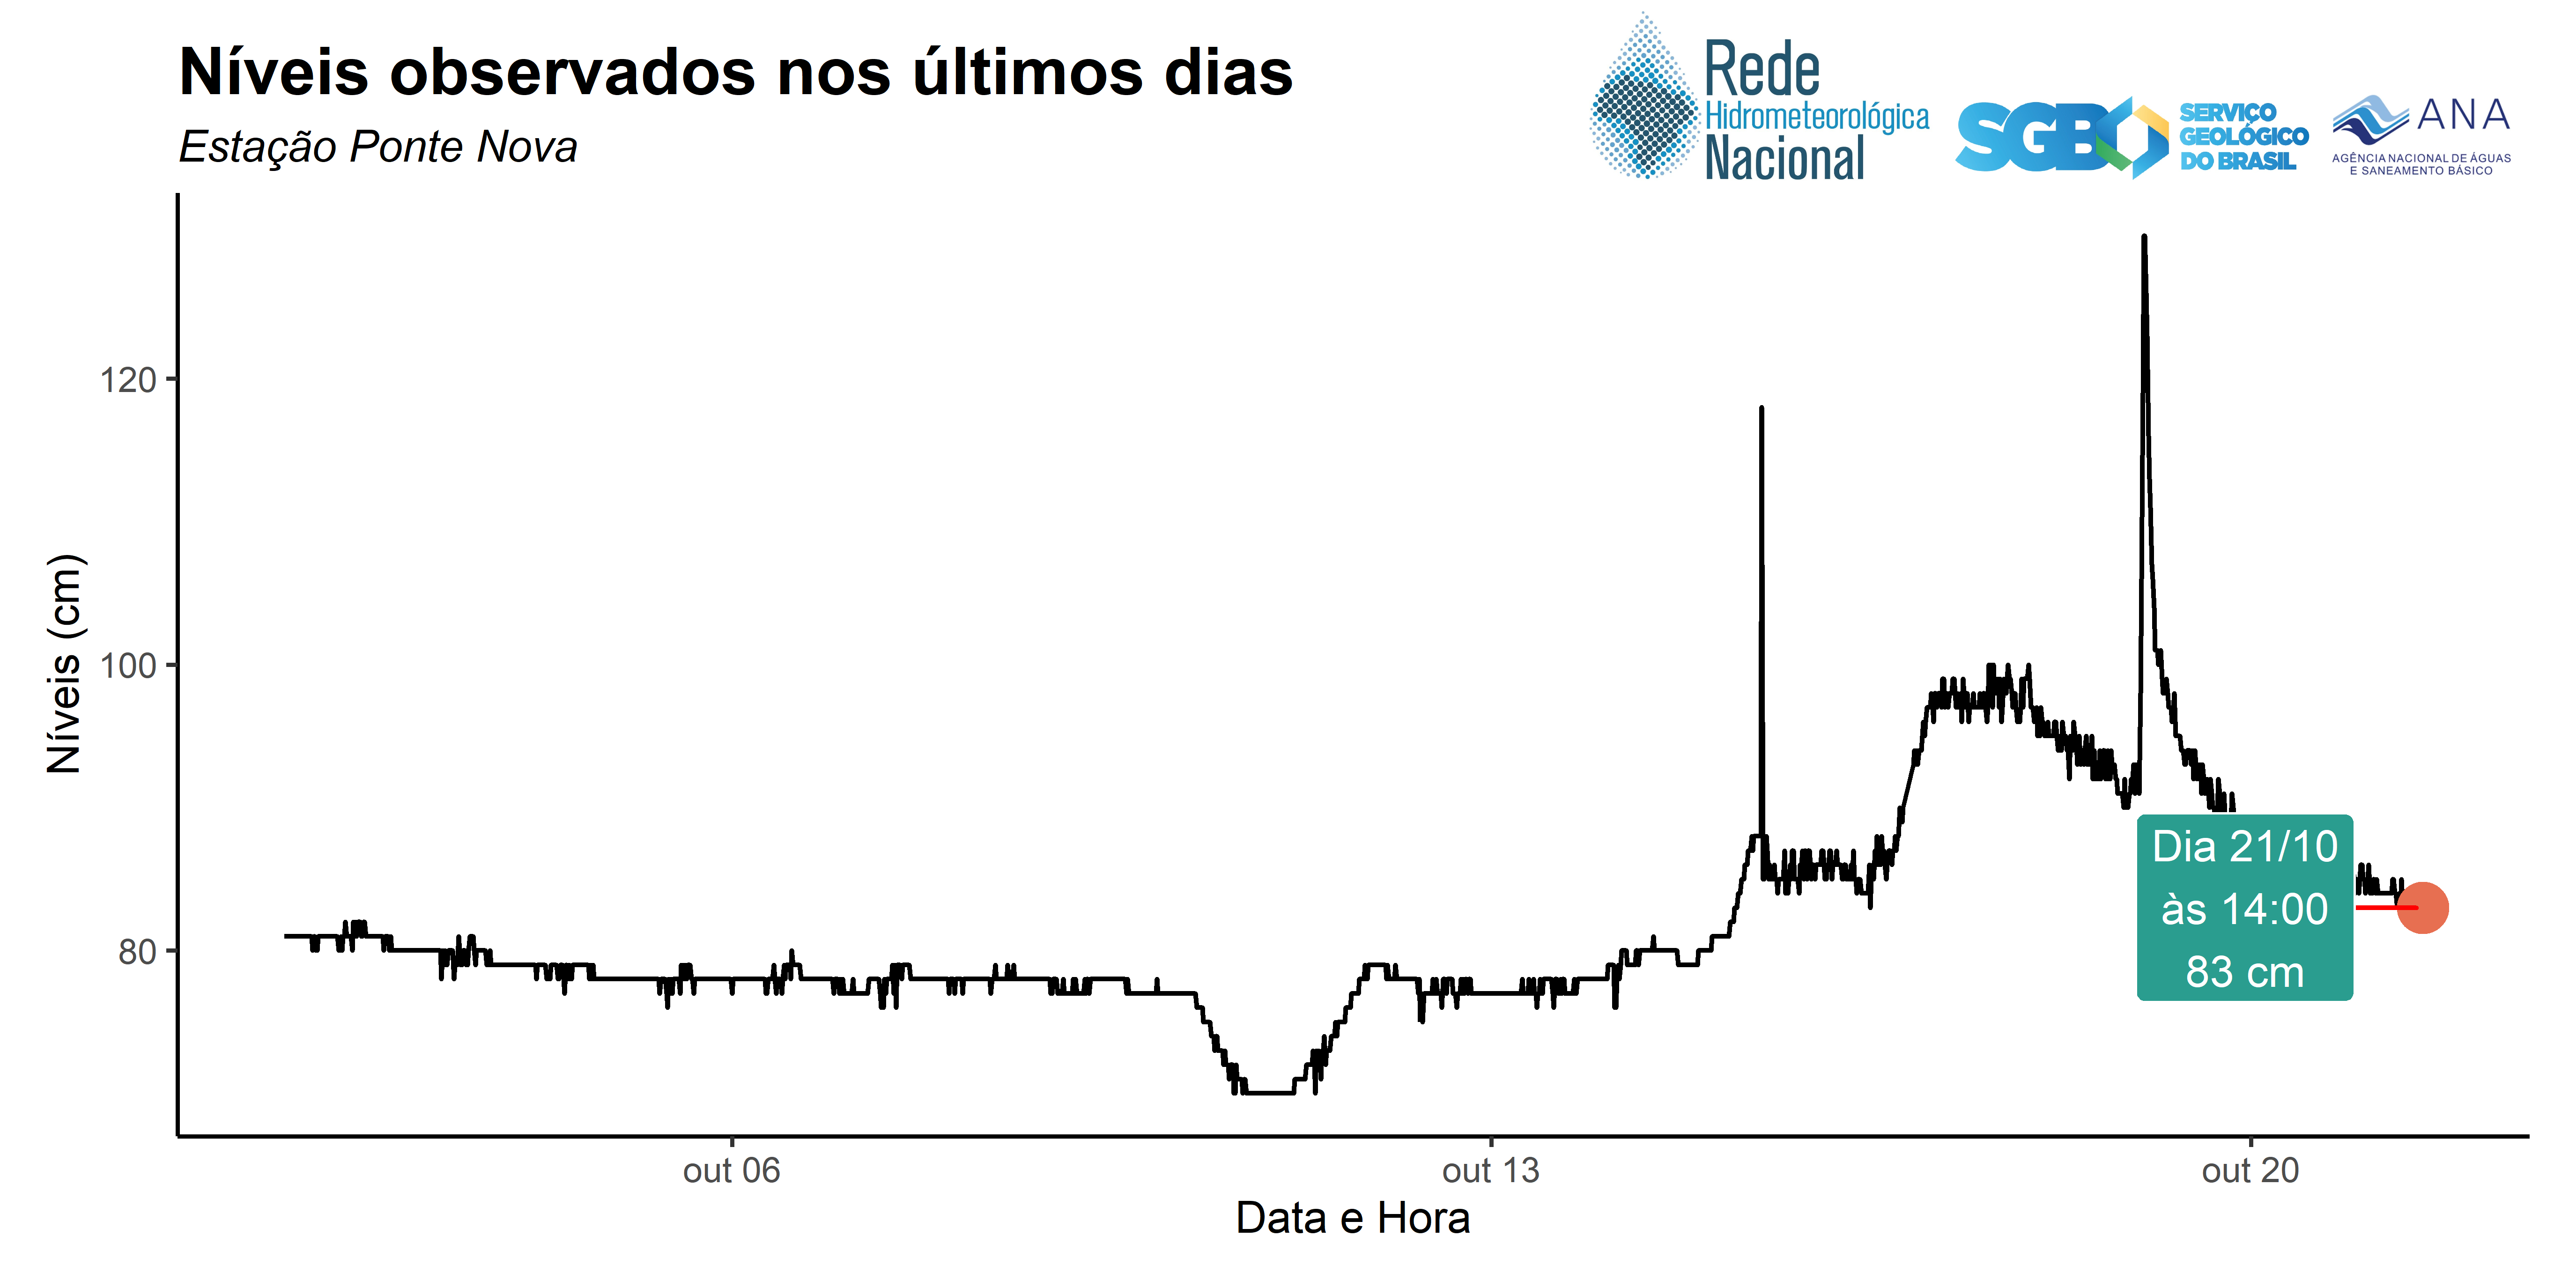 Níveis observados nos últimos dias
Estação Ponte Nova
Rede
Hidrometeorológica
Nacional
SGB
SERVIÇO
GEOLÓGICO
DO BRASIL
ANA
AGÊNCIA NACIONAL DE ÁGUAS
E SANEAMENTO BÁSICO
Níveis (cm)
120
100
80
Dia 21/10
às 14:00
83 cm
out 06
out 13
out 20
Data e Hora